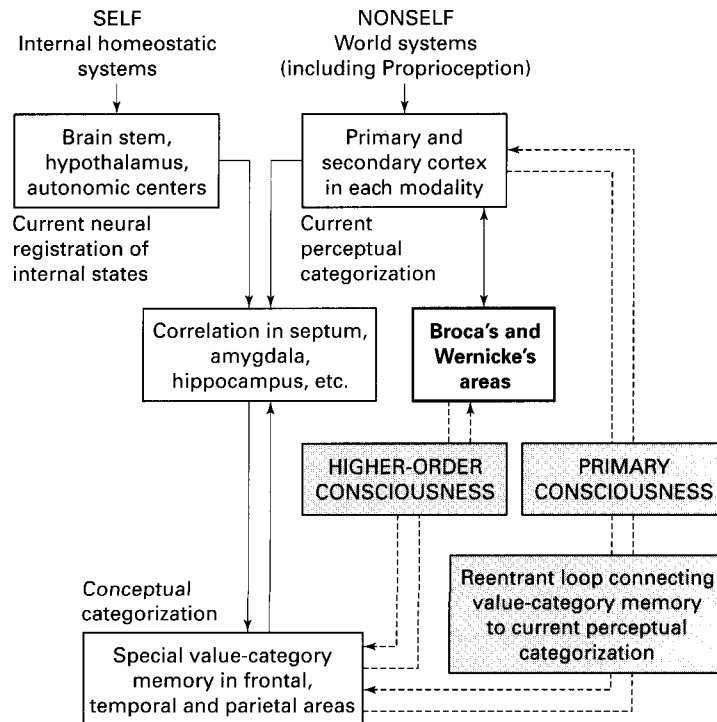 SELF
Internal homeostatic
systems
NONSELF
World systems
(including Proprioception)
Brain stem,
hypothalamus,
autonomic centers
Primary and
secondary cortex
in each modality
Current neural
registration of
internal states
Current
perceptual
categorization
Correlation in septum,
amygdala,
hippocampus, etc.
Broca's and
Wernicke's
areas
HIGHER-ORDER
CONSCIOUSNESS
PRIMARY
CONSCIOUSNESS
Conceptual
categorization
Reentrant loop connecting
value-category memory
to current perceptual
categorization
Special value-category
memory in frontal,
temporal and parietal areas